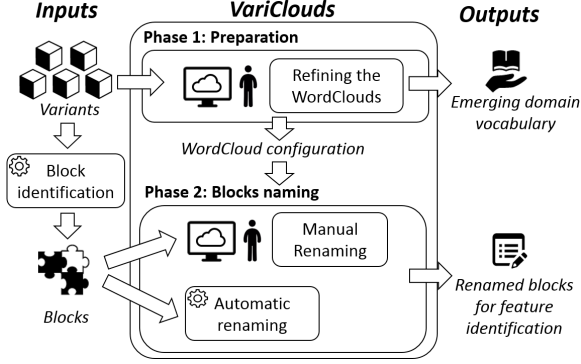 Inputs
VariClouds
Outputs
Phase 1: Preparation
Refining the
WordClouds
Variants
Emerging domain
vocabulary
WordCloud configuration
Block
identification
Phase 2: Blocks naming
Manual
Renaming
Automatic
renaming
Blocks
Renamed blocks
for feature
identification